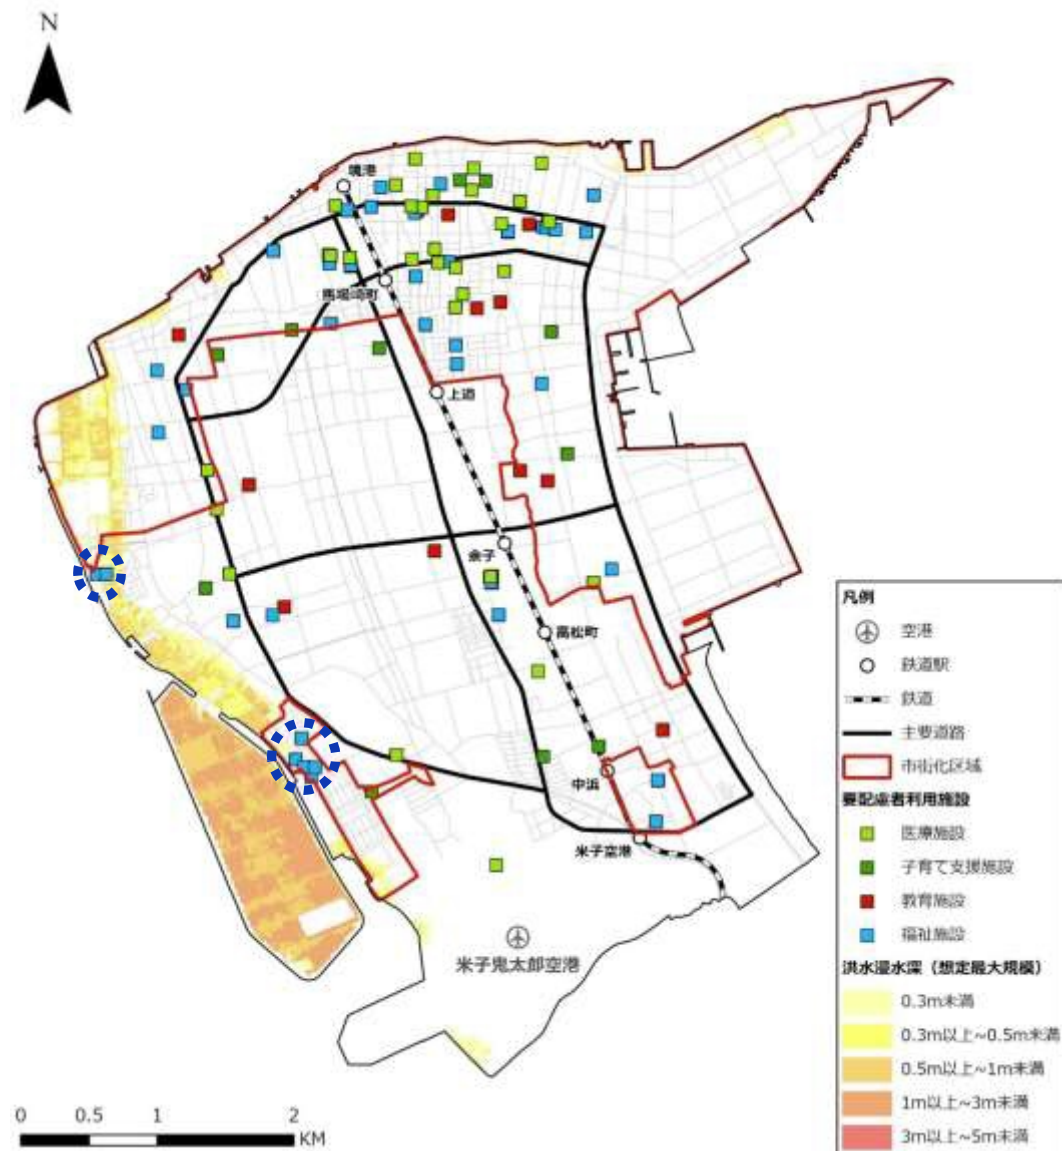 N
境港
馬場崎町
上道
余子
高松町
中浜
米子空港
米子鬼太郎空港
凡例
空港
鉄道駅
鉄道
主要道路
市街化区域
要配慮者利用施設
医療施設
子育て支援施設
教育施設
福祉施設
洪水浸水深（想定最大規模）
0.3m未満
0.3m以上~0.5m未満
0.5m以上~1m未満
1m以上~3m未満
3m以上~5m未満
0 0.5 1 2
KM